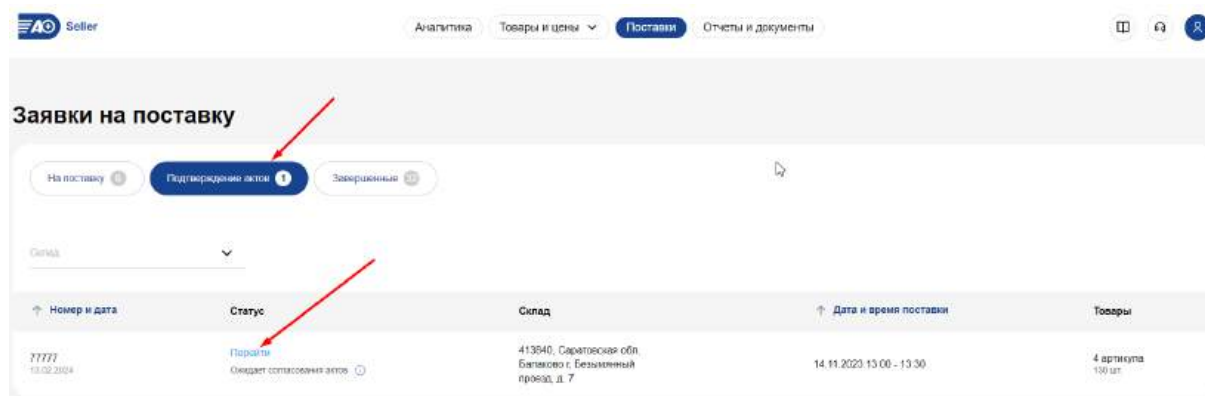 Seller
Аналитика Товары и цены Поставки Отчеты и документы
Заявки на поставку
На поставку Подтверждение актов 1 Завершенные
Склад
Номер и дата Статус Склад Дата и время поставки Товары
77777 Перейти 413840, Саратовская обл. 14.11.2023 13:00 - 13:30 4 артикула
13.02.2024 Ожидает согласования актов Балаково г, Безымянный 130 шт.
проезд, д. 7